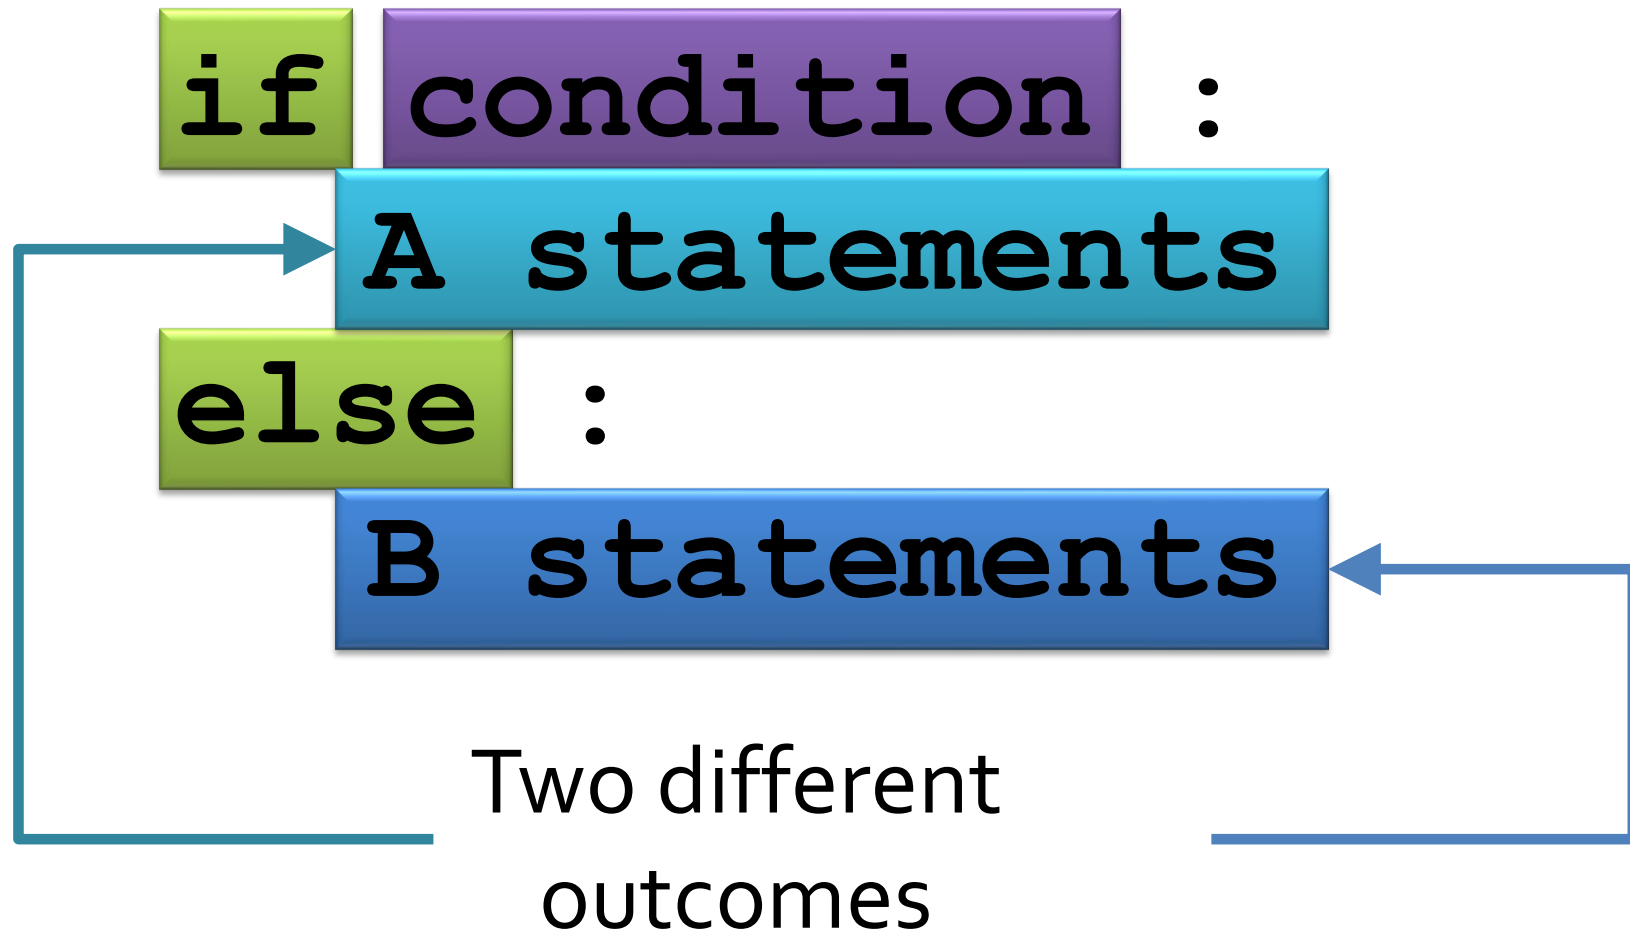 if condition :
A statements
else :
B statements
Two different
outcomes